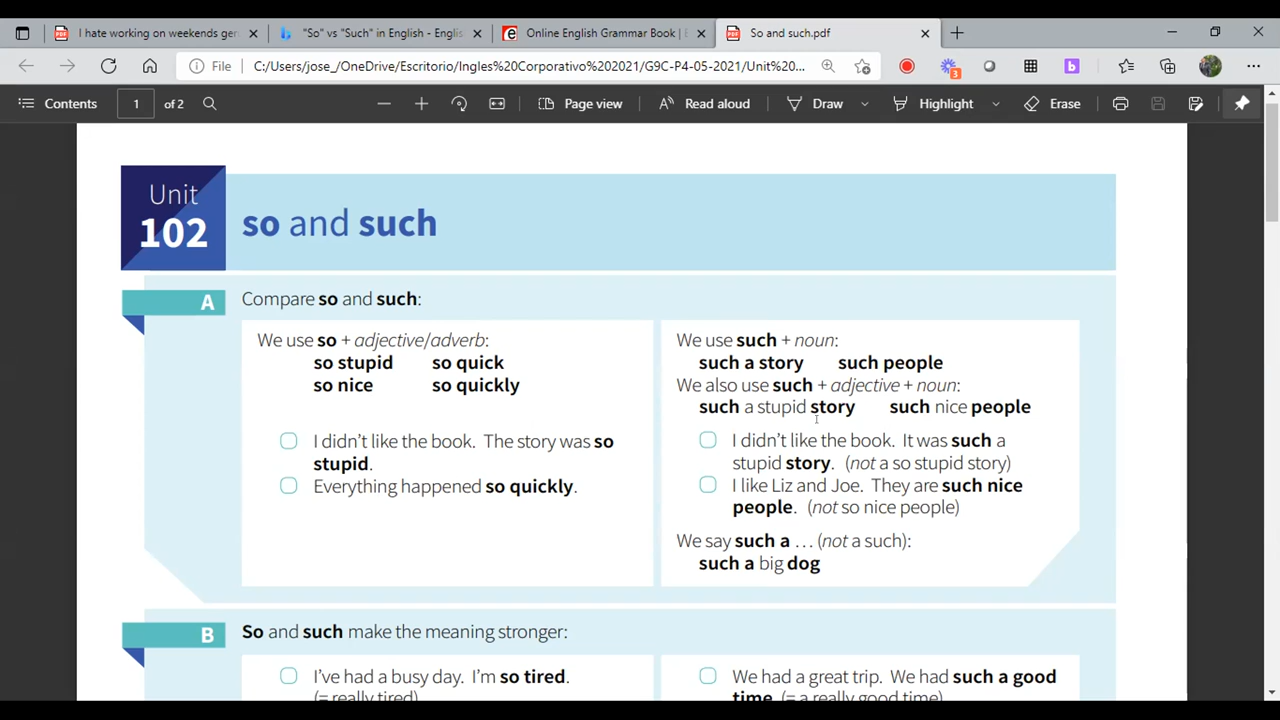 I hate working on weekends ger
"So" vs "Such" in English - Englis
Online English Grammar Book | E
So and such.pdf
File
C:/Users/jose_/OneDrive/Escritorio/Ingles%20Corporativo%202021/G9C-P4-05-2021/Unit%20...
3
b
Contents
1
of 2
Page view
Read aloud
Draw
Highlight
Erase
Unit
102
so and such
A
Compare so and such:
We use so + adjective/adverb:
so stupid so quick
so nice so quickly
I didn't like the book. The story was so
stupid.
Everything happened so quickly.
We use such + noun:
such a story such people
We also use such + adjective + noun:
such a stupid story such nice people
I didn't like the book. It was such a
stupid story. (not a so stupid story)
I like Liz and Joe. They are such nice
people. (not so nice people)
We say such a … (not a such):
such a big dog
B
So and such make the meaning stronger:
I've had a busy day. I'm so tired.
(= really tired)
We had a great trip. We had such a good
time. (= a really good time)